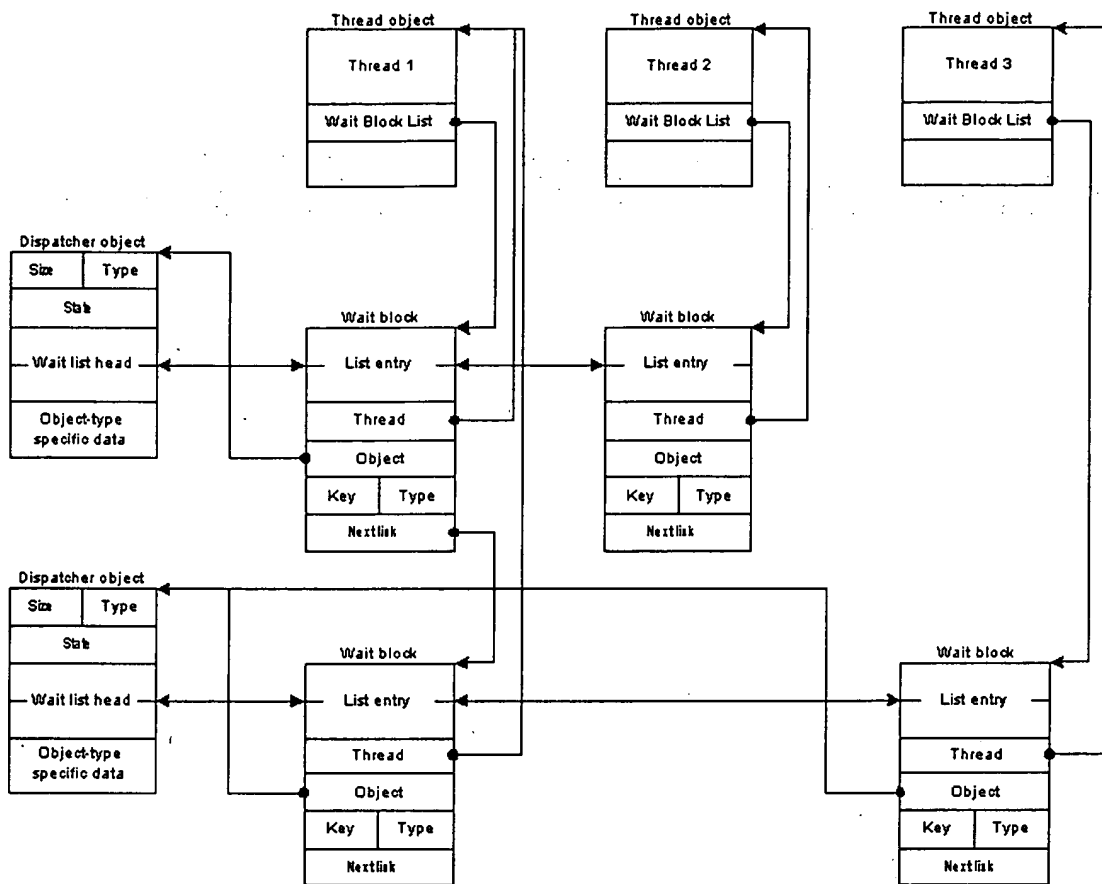 Thread object
Thread 1
Wait Block List
Thread object
Thread 2
Wait Block List
Thread object
Thread 3
Wait Block List
Dispatcher object
Size Type
State
Wait list head
Object-type
specific data
Wait block
List entry
Thread
Object
Key Type
Nextlisk
Wait block
List entry
Thread
Object
Key Type
Nextlisk
Dispatcher object
Size Type
State
Wait list head
Object-type
specific data
Wait block
List entry
Thread
Object
Key Type
Nextlisk
Wait block
List entry
Thread
Object
Key Type
Nextlisk